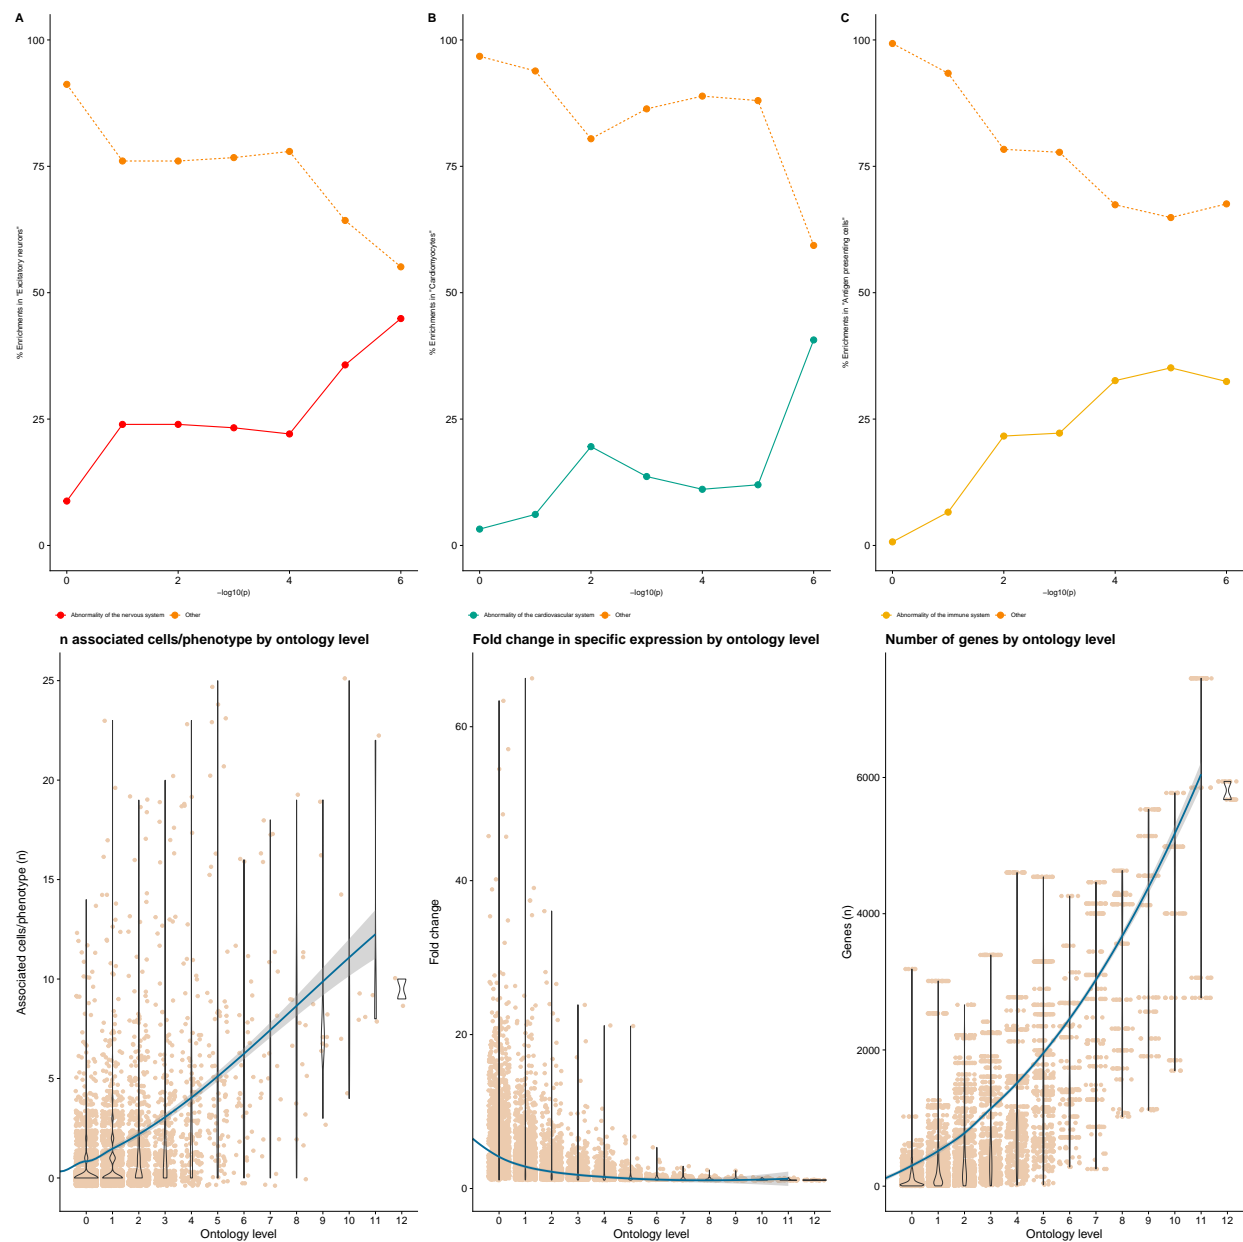 A
B
C
100
75
50
25
0
% Enrichments in "Excitatory neurons"
0 2 4 6
−log10(p)
Abnormality of the nervous system Other
100
75
50
25
0
% Enrichments in "Cardiomyocytes"
0 2 4 6
−log10(p)
Abnormality of the cardiovascular system Other
100
75
50
25
0
% Enrichments in "Antigen presenting cells"
0 2 4 6
−log10(p)
Abnormality of the immune system Other
n associated cells/phenotype by ontology level
25
20
15
10
5
0
Associated cells/phenotype (n)
0 1 2 3 4 5 6 7 8 9 10 11 12
Ontology level
Fold change in specific expression by ontology level
60
40
20
0
Fold change
0 1 2 3 4 5 6 7 8 9 10 11 12
Ontology level
Number of genes by ontology level
6000
4000
2000
0
Genes (n)
0 1 2 3 4 5 6 7 8 9 10 11 12
Ontology level